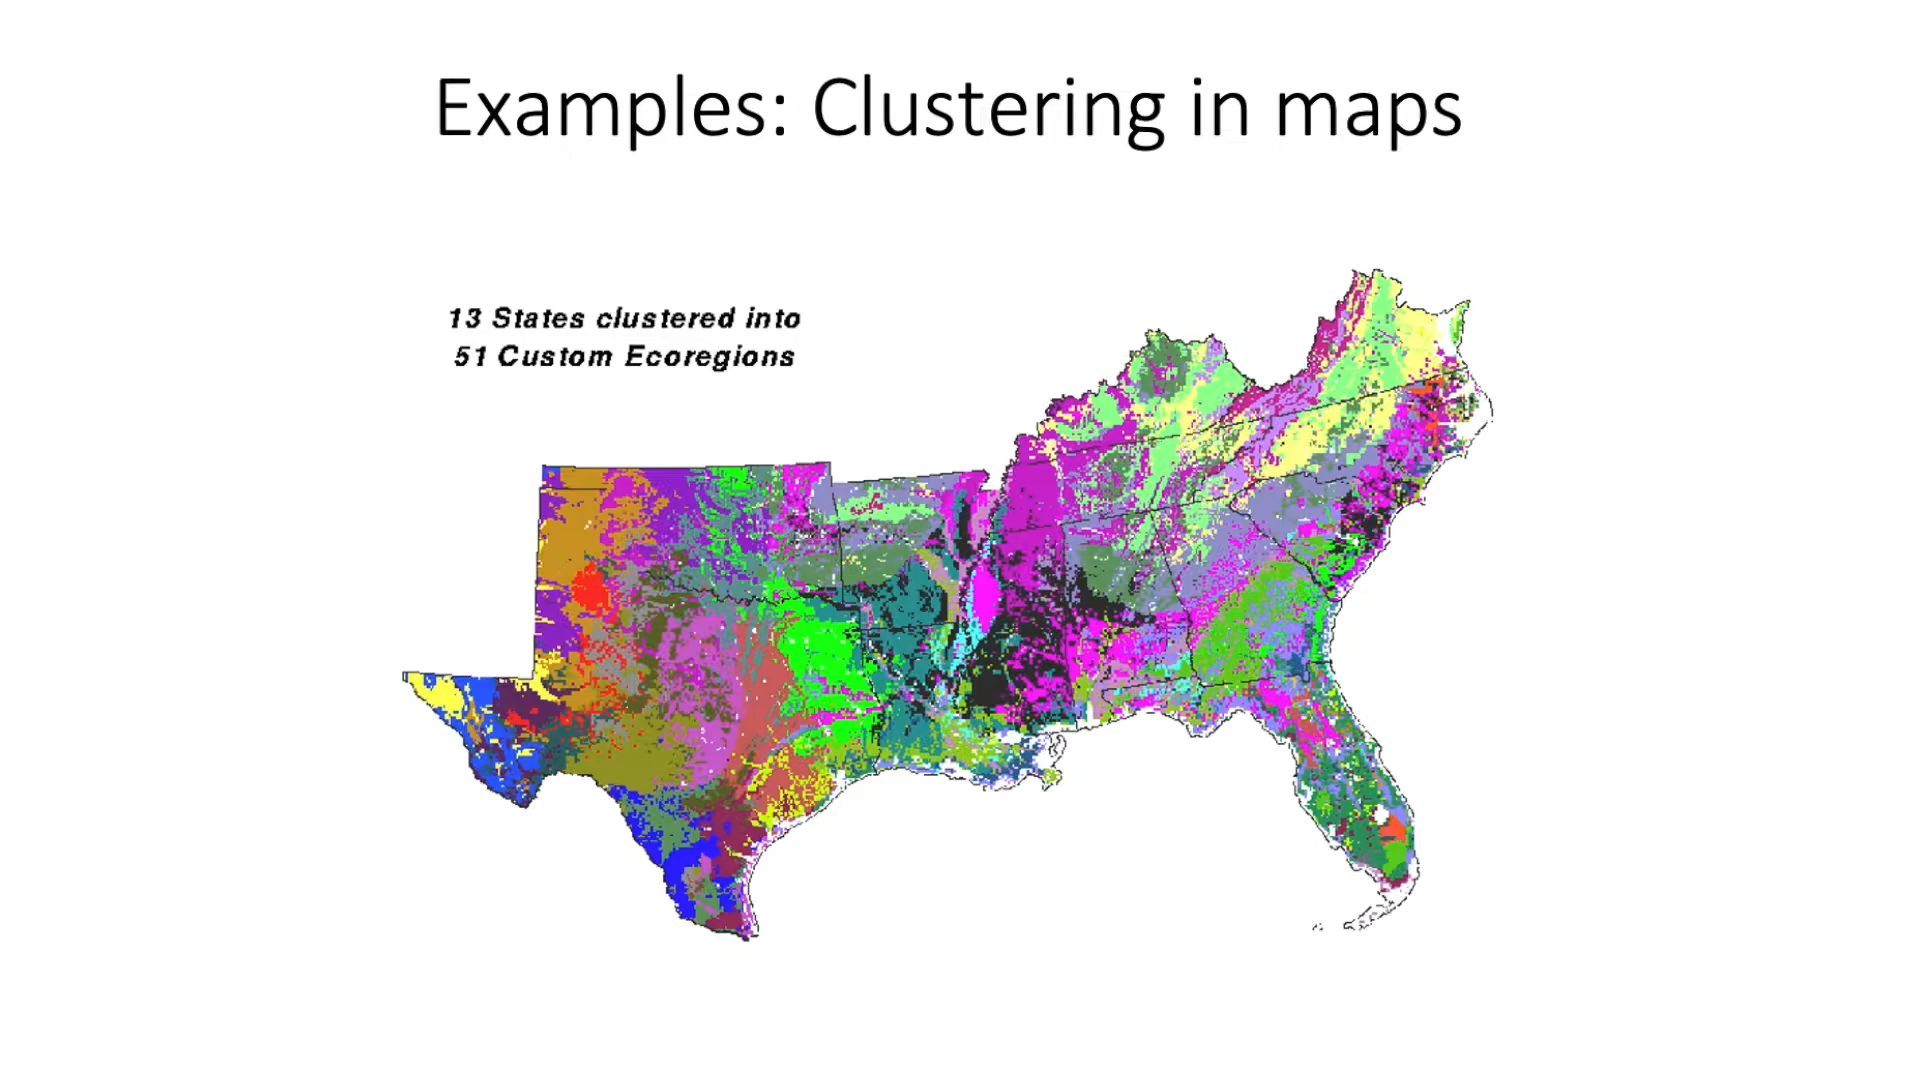 Examples: Clustering in maps
13 States clustered into
51 Custom Ecoregions